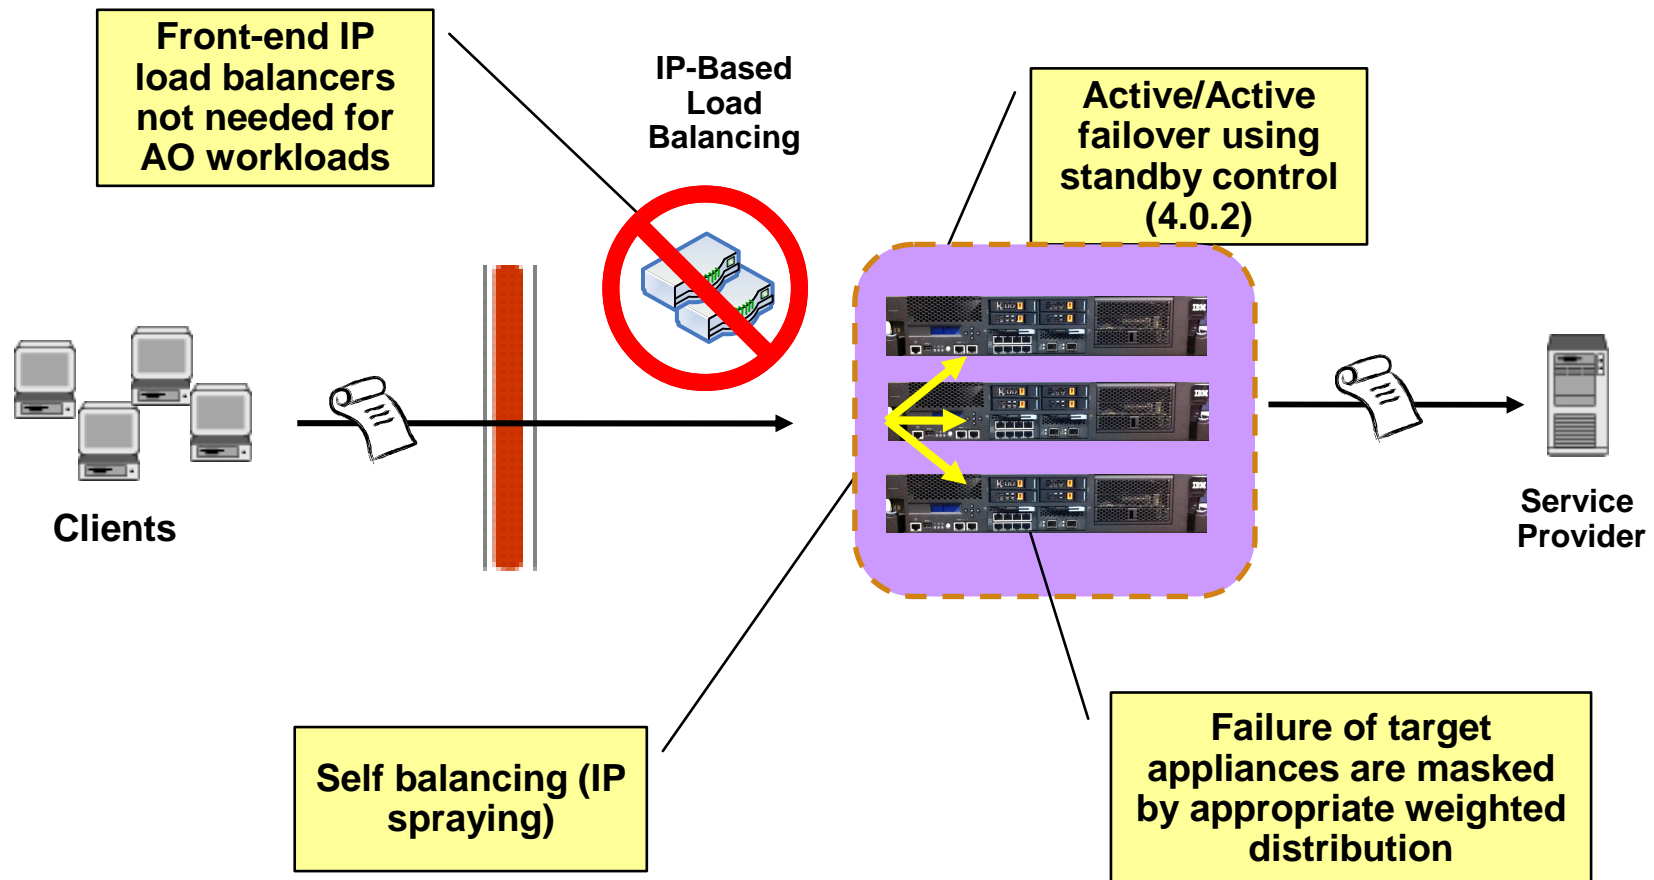 Front-end IP
load balancers
not needed for
AO workloads
IP-Based
Load
Balancing
Active/Active
failover using
standby control
(4.0.2)
Clients
Service
Provider
Self balancing (IP
spraying)
Failure of target
appliances are masked
by appropriate weighted
distribution